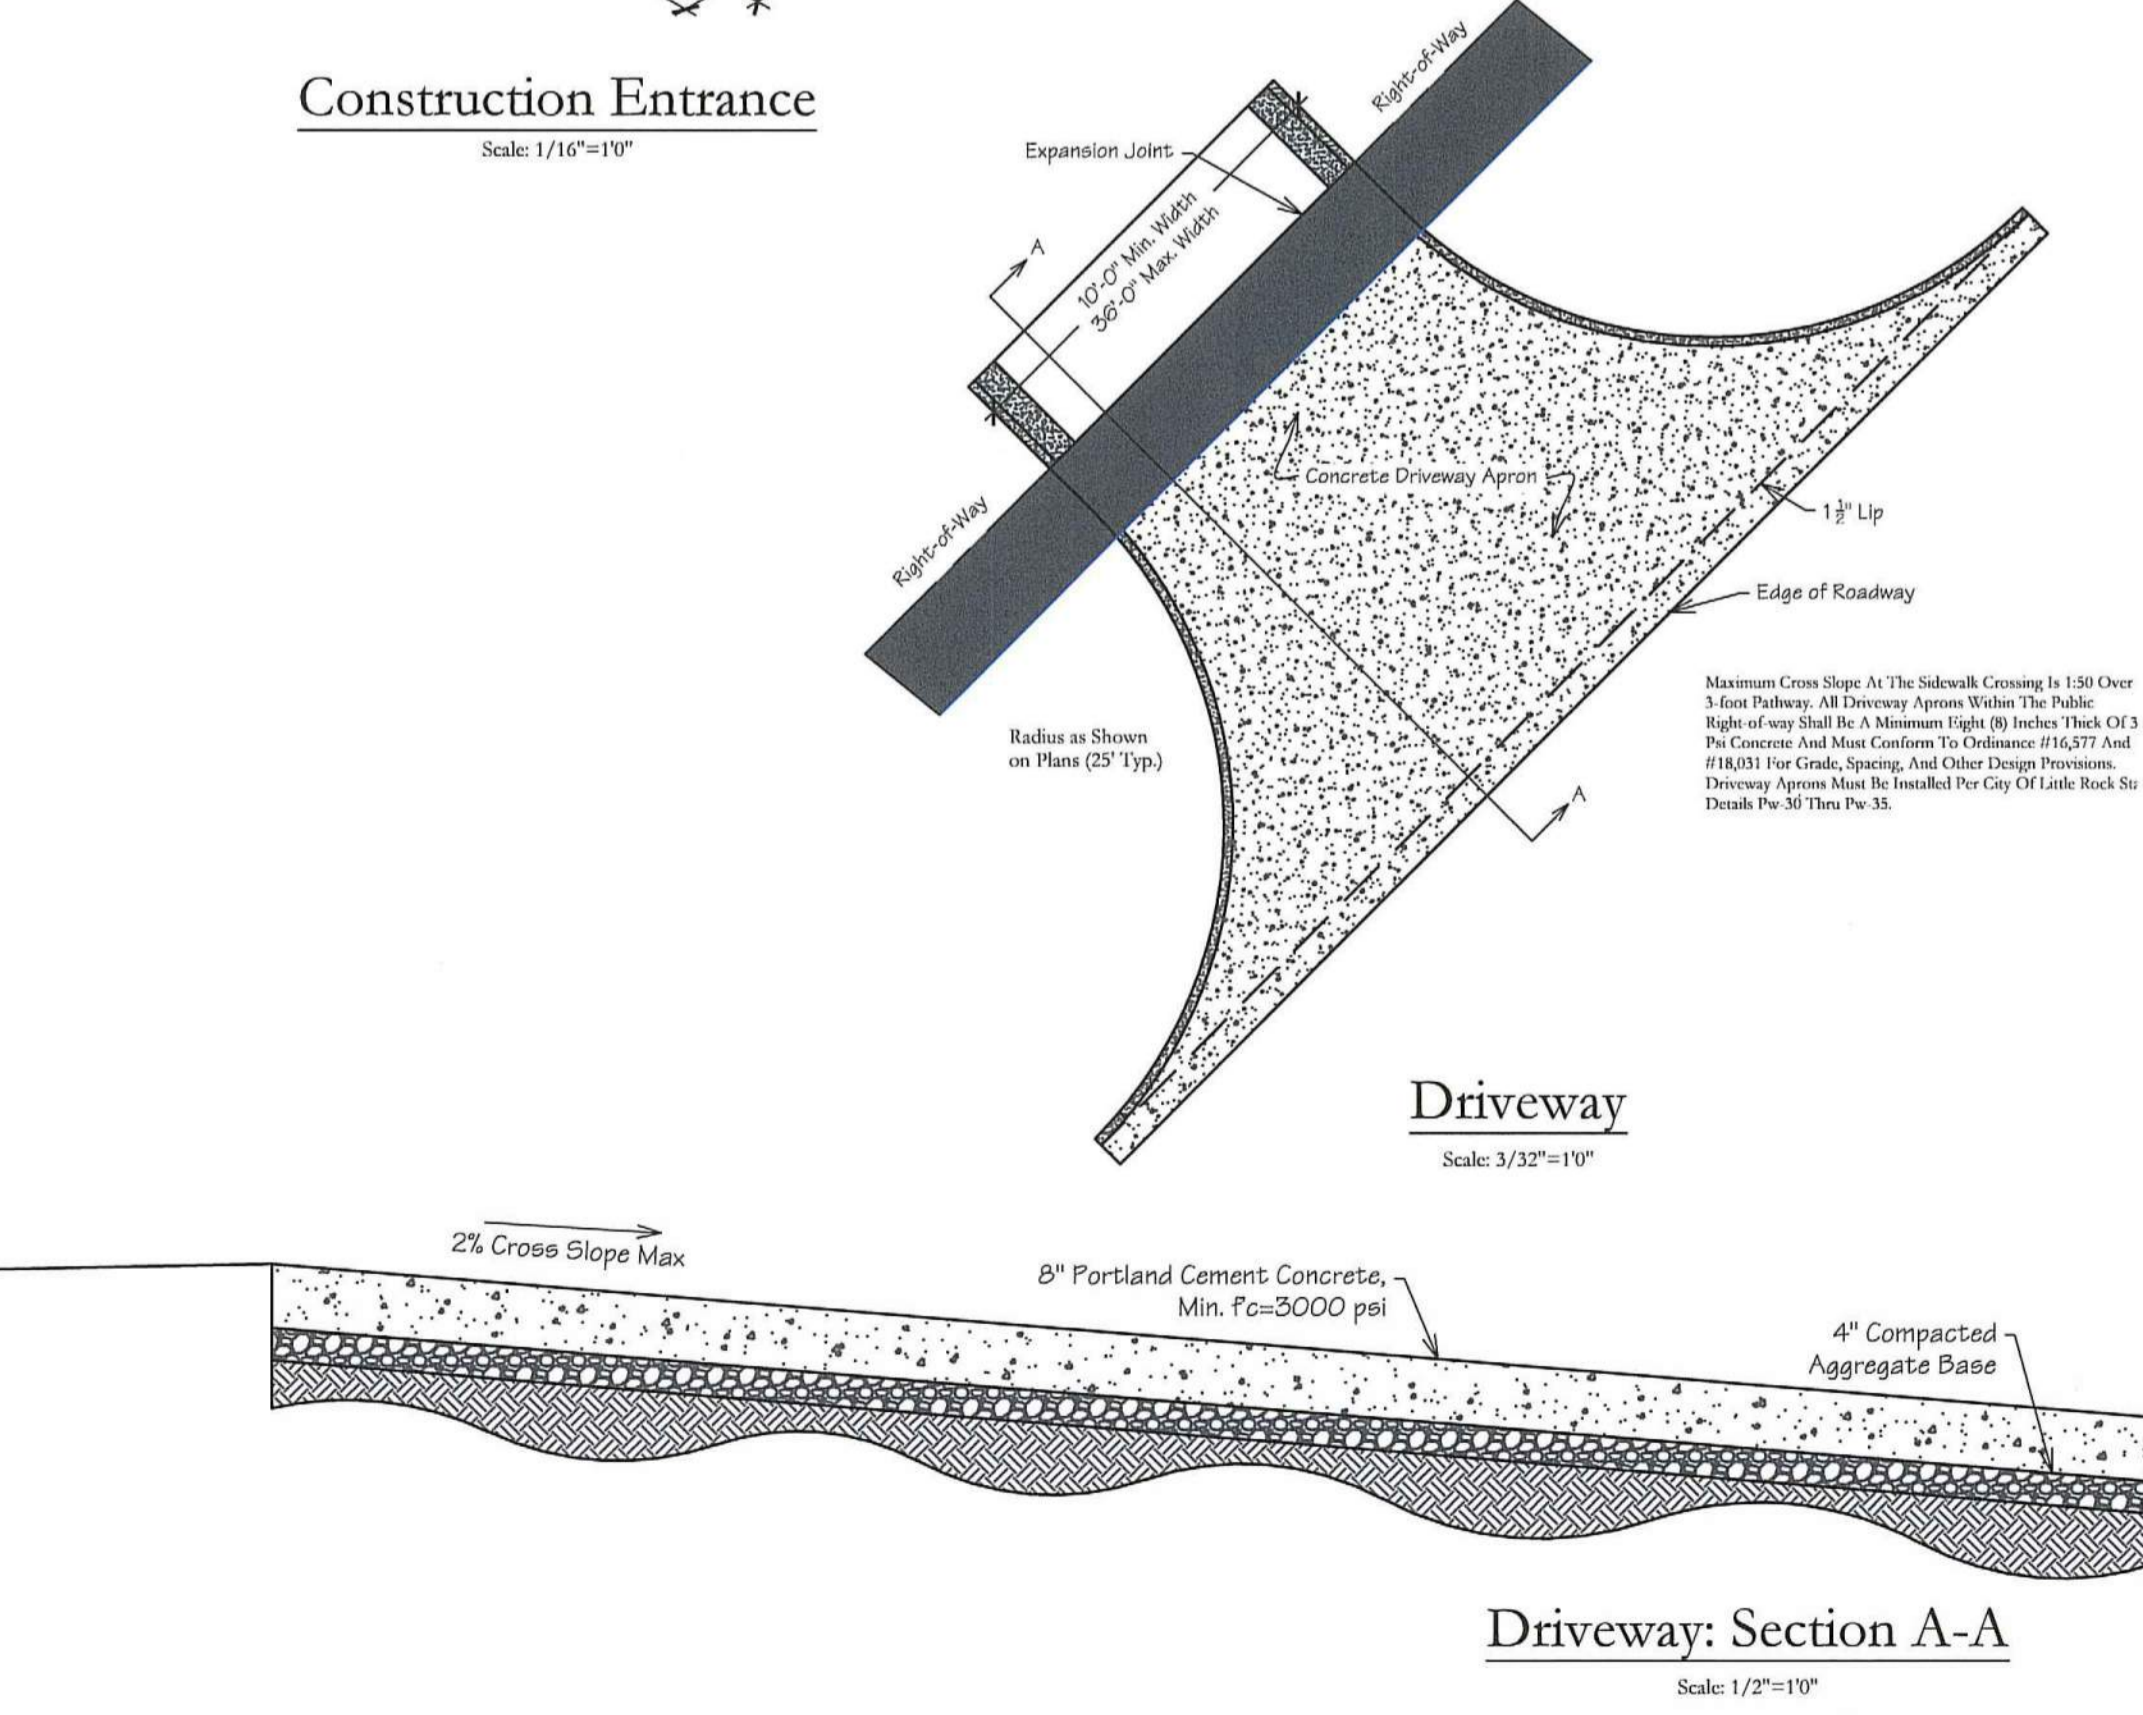 Construction Entrance
Scale: 1/16"=1'0"
Right-of-Way
Expansion Joint
A
10'-0" Min. Width
36'-0" Max. Width
Concrete Driveway Apron
1 1/2" Lip
Right-of-Way
Edge of Roadway
Radius as Shown
on Plans (25' Typ.)
A
Maximum Cross Slope At The Sidewalk Crossing Is 1:50 Over
3-foot Pathway. All Driveway Aprons Within The Public
Right-of-way Shall Be A Minimum Eight (8) Inches Thick Of 3
Psi Concrete And Must Conform To Ordinance #16,577 And
#18,031 For Grade, Spacing, And Other Design Provisions.
Driveway Aprons Must Be Installed Per City Of Little Rock
Details Pw-30 Thru Pw-35.
Driveway
Scale: 3/32"=1'0"
2% Cross Slope Max
8" Portland Cement Concrete,
Min. f'c=3000 psi
4" Compacted
Aggregate Base
Driveway: Section A-A
Scale: 1/2"=1'0"